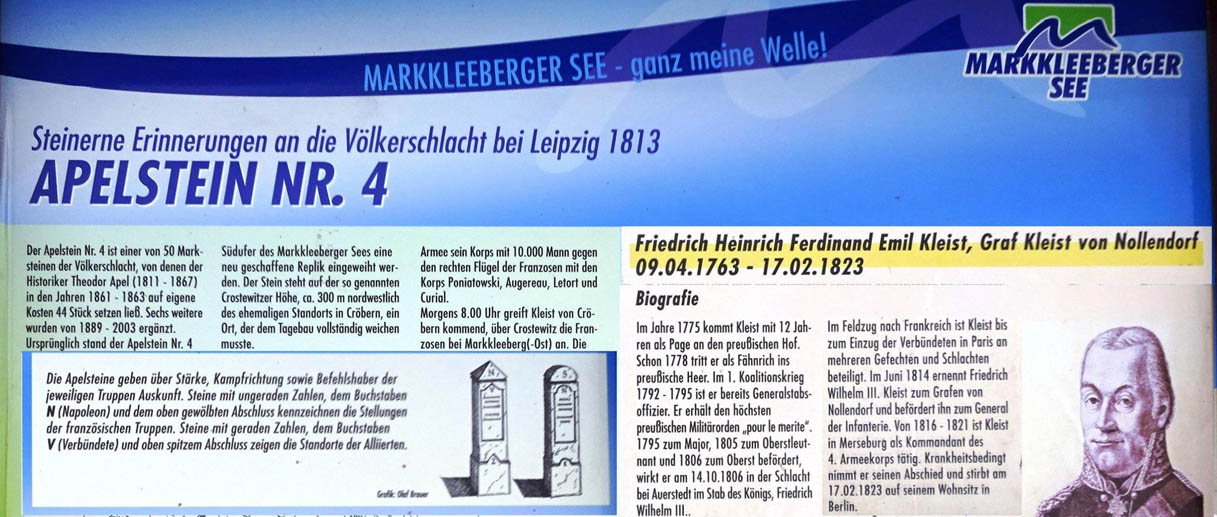 MARKKLEEBERGER SEE - ganz meine Welle!
MARKKLEEBERGER
SEE
Steinerne Erinnerungen an die Völkerschlacht bei Leipzig 1813
APELSTEIN NR. 4
Der Apelstein Nr. 4 ist einer von 50 Mark-
steinen der Völkerschlacht, von denen der
Historiker Theodor Apel (1811 - 1867)
in den Jahren 1861 - 1863 auf eigene
Kosten 44 Stück setzen ließ. Sechs weitere
wurden von 1889 - 2003 ergänzt.
Ursprünglich stand der Apelstein Nr. 4
Südufer des Markkleeberger Sees eine
neu geschaffene Replik eingeweiht wer-
den. Der Stein steht auf der so genannten
Crostewitzer Höhe, ca. 300 m nordwestlich
des ehemaligen Standorts in Cröbern, ein
Ort, der dem Tagebau vollständig weichen
musste.
Armee sein Korps mit 10.000 Mann gegen
den rechten Flügel der Franzosen mit den
Korps Poniatowski, Augereau, Letort und
Curial.
Morgens 8.00 Uhr greift Kleist von Crö-
bern kommend, über Crostewitz die Fran-
zosen bei Markkleeberg(-Ost) an. Die
Die Apelsteine geben über Stärke, Kampfrichtung sowie Befehlshaber der
jeweiligen Truppen Auskunft. Steine mit ungeraden Zahlen, dem Buchstaben
N (Napoleon) und dem oben gewölbten Abschluss kennzeichnen die Stellungen
der französischen Truppen. Steine mit geraden Zahlen, dem Buchstaben
V (Verbündete) und oben spitzem Abschluss zeigen die Standorte der Alliierten.
Grafik: Olaf Brauer
Friedrich Heinrich Ferdinand Emil Kleist, Graf Kleist von Nollendorf
09.04.1763 - 17.02.1823
Biografie
Im Jahre 1775 kommt Kleist mit 12 Jah-
ren als Page an den preußischen Hof.
Schon 1778 tritt er als Fähnrich ins
preußische Heer. Im 1. Koalitionskrieg
1792 - 1795 ist er bereits Generalstabs-
offizier. Er erhält den höchsten
preußischen Militärorden „pour le merite".
1795 zum Major, 1805 zum Oberstleut-
nant und 1806 zum Oberst befördert,
wirkt er am 14.10.1806 in der Schlacht
bei Auerstedt im Stab des Königs, Friedrich
Wilhelm III..
Im Feldzug nach Frankreich ist Kleist bis
zum Einzug der Verbündeten in Paris an
mehreren Gefechten und Schlachten
beteiligt. Im Juni 1814 ernennt Friedrich
Wilhelm III. Kleist zum Grafen von
Nollendorf und befördert ihn zum General
der Infanterie. Von 1816 - 1821 ist Kleist
in Merseburg als Kommandant des
4. Armeekorps tätig. Krankheitsbedingt
nimmt er seinen Abschied und stirbt am
17.02.1823 auf seinem Wohnsitz in
Berlin.